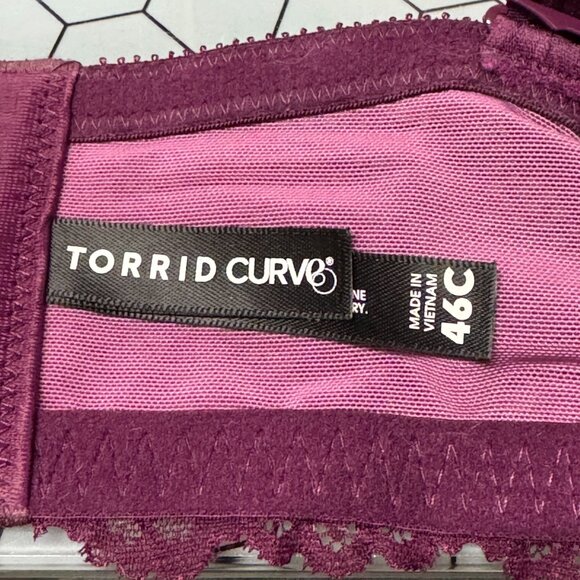 TORRID CURVE®
NE
RY.
MADE IN
VIETNAM
46C